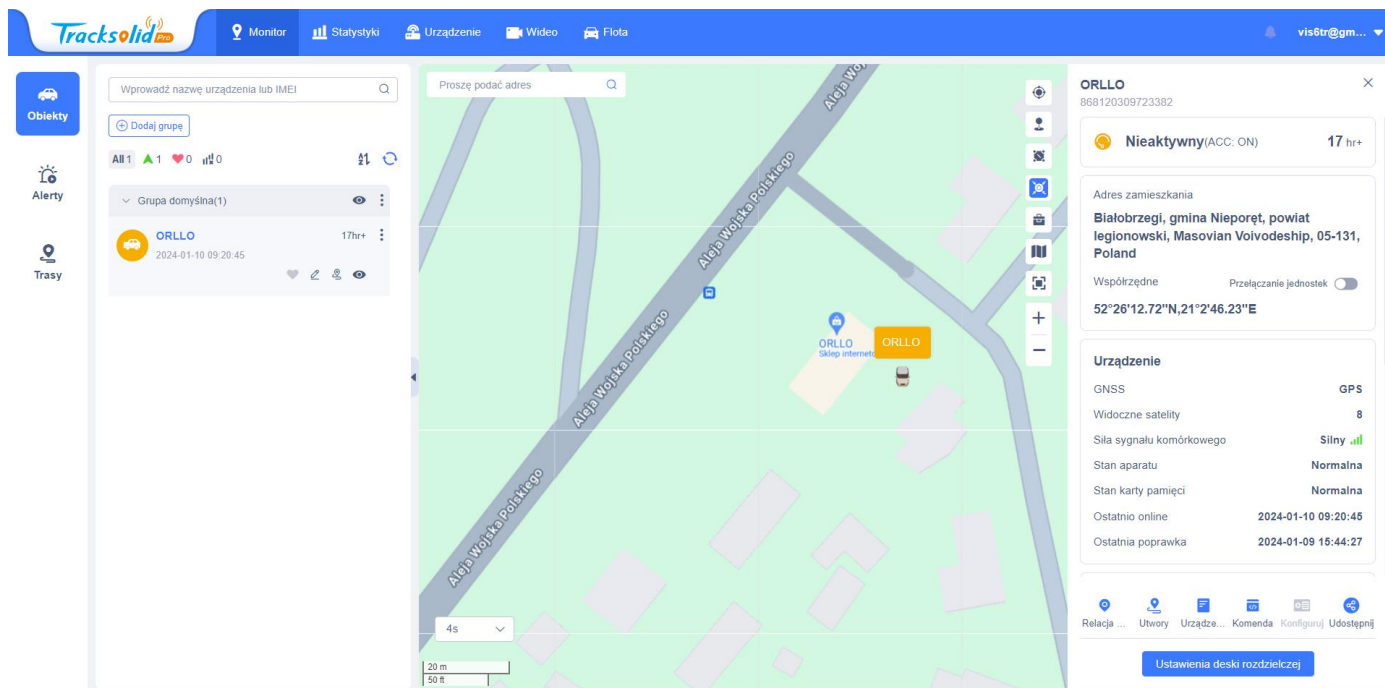 Tracksolid Pro
Monitor
Statystyki
Urządzenie
Wideo
Flota
vis6tr@gm...
Obiekty
Alerty
Trasy
Wprowadź nazwę urządzenia lub IMEI
Dodaj grupę
All 1
1
0
0
Grupa domyślna(1)
ORLLO
17hr+
2024-01-10 09:20:45
Proszę podać adres
Aleja Wojska Polskiego
Aleja Wojska Polskiego
Aleja Wojska Polskiego
Aleja Wojska Polskiego
ORLLO
Sklep interneto
ORLLO
4s
20 m
50 ft
ORLLO
868120309723382
Nieaktywny(ACC: ON)
17 hr+
Adres zamieszkania
Białobrzegi, gmina Nieporęt, powiat
legionowski, Masovian Voivodeship, 05-131,
Poland
Współrzędne
Przełączanie jednostek
52°26'12.72"N,21°2'46.23"E
Urządzenie
GNSS GPS
Widoczne satelity 8
Siła sygnału komórkowego Silny
Stan aparatu Normalna
Stan karty pamięci Normalna
Ostatnio online 2024-01-10 09:20:45
Ostatnia poprawka 2024-01-09 15:44:27
Relacja ...
Utwory
Urządze...
Komenda
Konfiguruj
Udostępnij
Ustawienia deski rozdzielczej